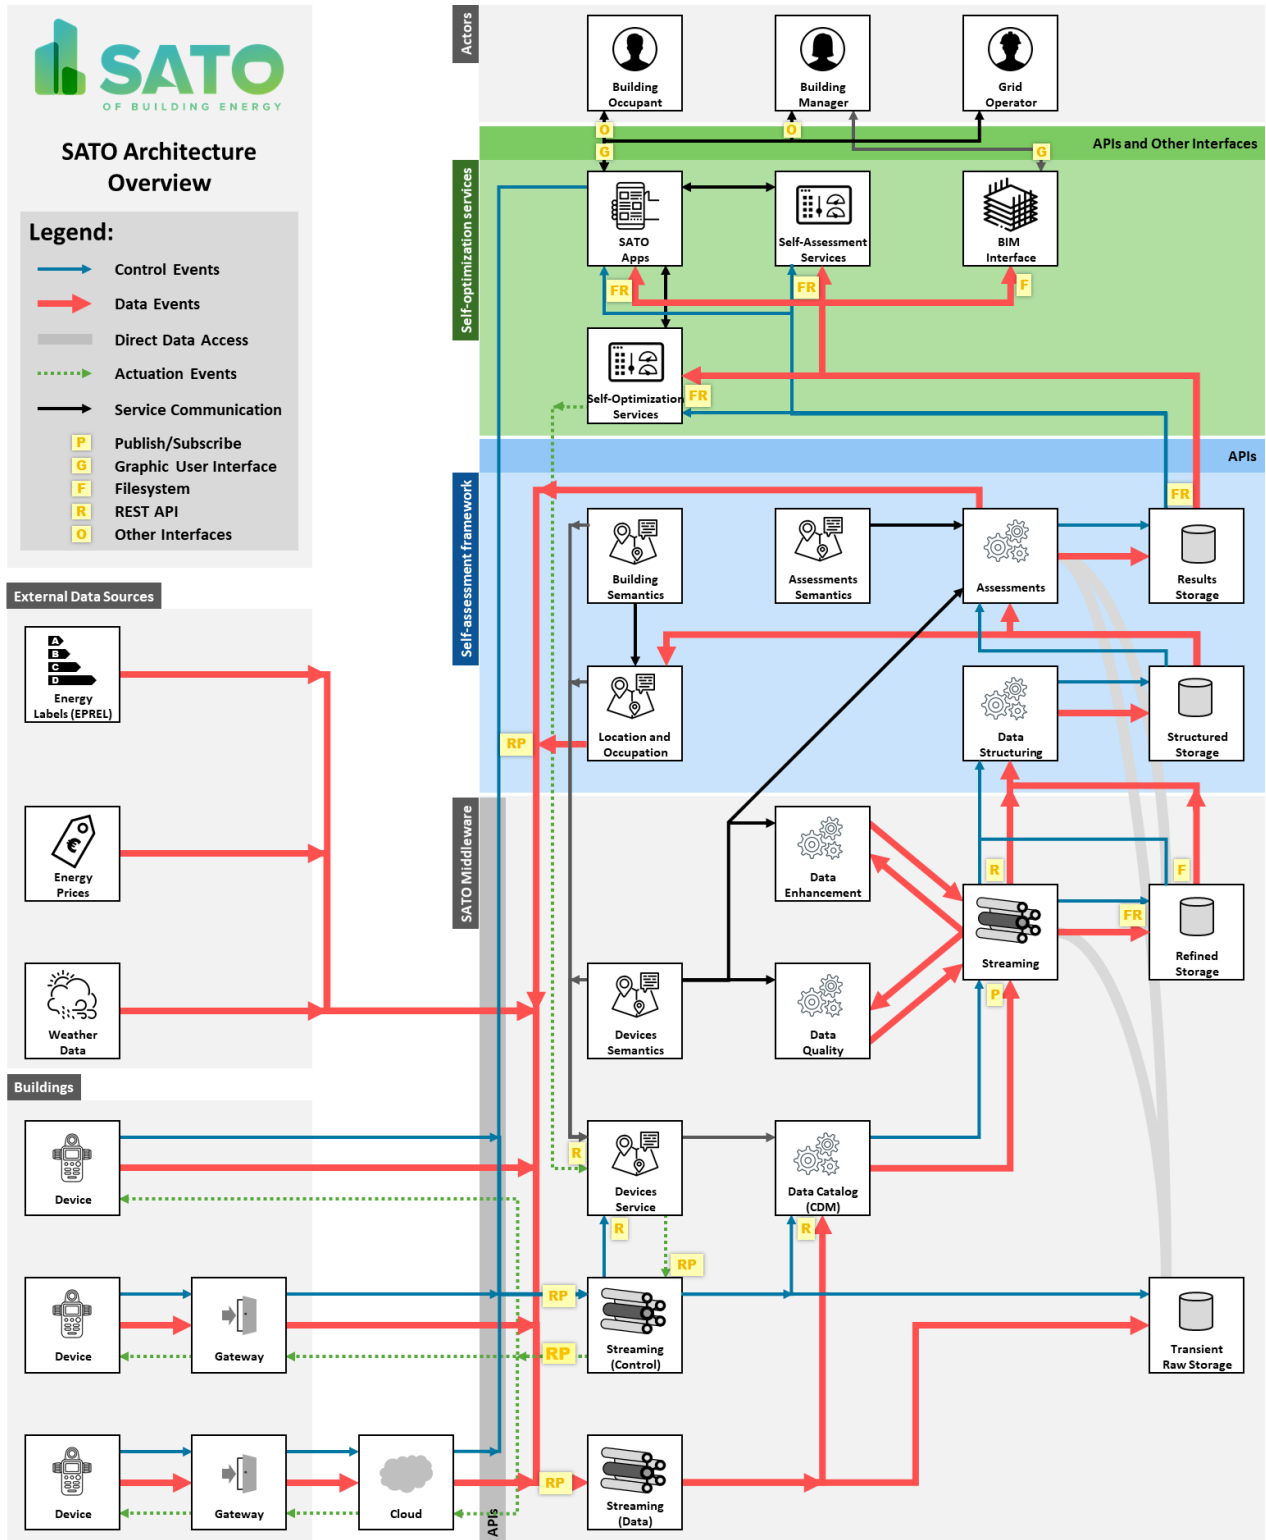 SATO
OF BUILDING ENERGY
SATO Architecture
Overview
Legend:
Control Events
Data Events
Direct Data Access
Actuation Events
Service Communication
P Publish/Subscribe
G Graphic User Interface
F Filesystem
R REST API
O Other Interfaces
Actors
Building
Occupant
Building
Manager
Grid
Operator
O
O
G
G
APIs and Other Interfaces
Self-optimization services
SATO
Apps
Self-Assessment
Services
BIM
Interface
FR
FR
F
Self-Optimization
Services
FR
APIs
Self-assessment framework
FR
Building
Semantics
Assessments
Semantics
Assessments
Results
Storage
Location and
Occupation
RP
Data
Structuring
Structured
Storage
External Data Sources
A
B
C
D
Energy
Labels (EPREL)
€
Energy
Prices
Weather
Data
SATO Middleware
APIs
Data
Enhancement
R
F
Streaming
FR
Refined
Storage
P
Devices
Semantics
Data
Quality
R
Devices
Service
Data Catalog
(CDM)
R
R
RP
RP
RP
Streaming
(Control)
Transient
Raw Storage
RP
Streaming
(Data)
Buildings
Device
Device
Gateway
Device
Gateway
Cloud